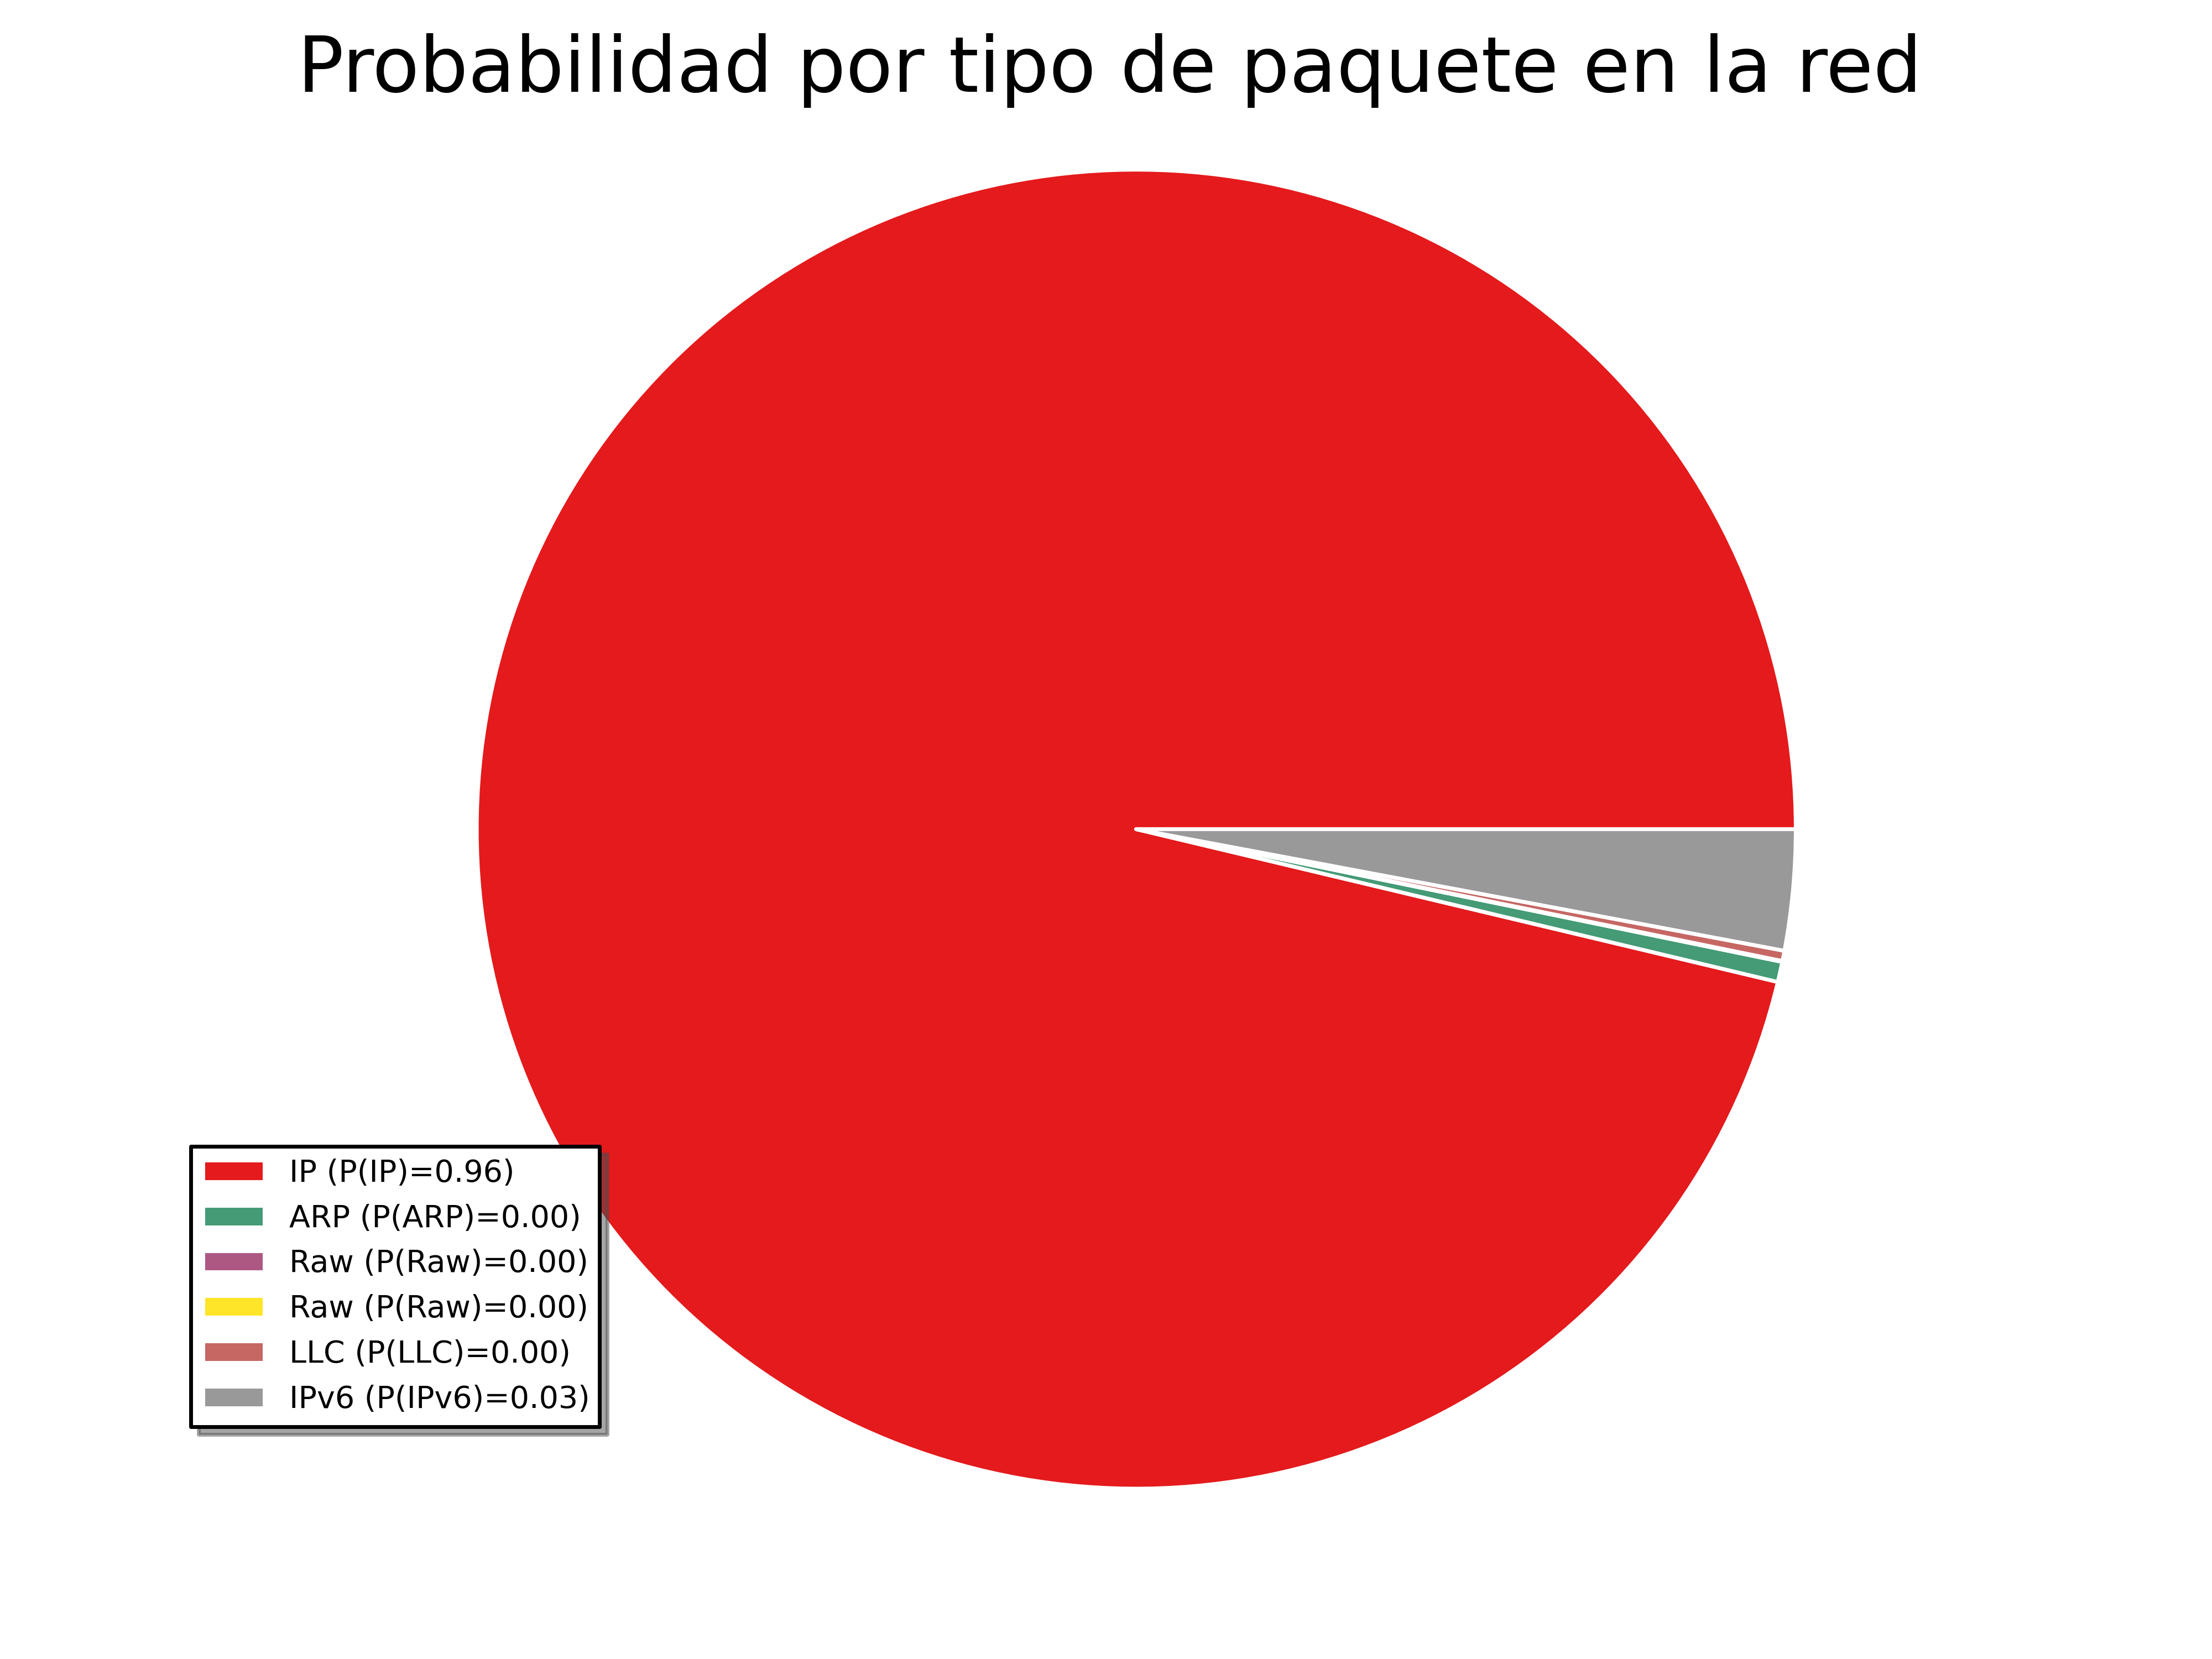 Probabilidad por tipo de paquete en la red
IP (P(IP)=0.96)
ARP (P(ARP)=0.00)
Raw (P(Raw)=0.00)
Raw (P(Raw)=0.00)
LLC (P(LLC)=0.00)
IPv6 (P(IPv6)=0.03)